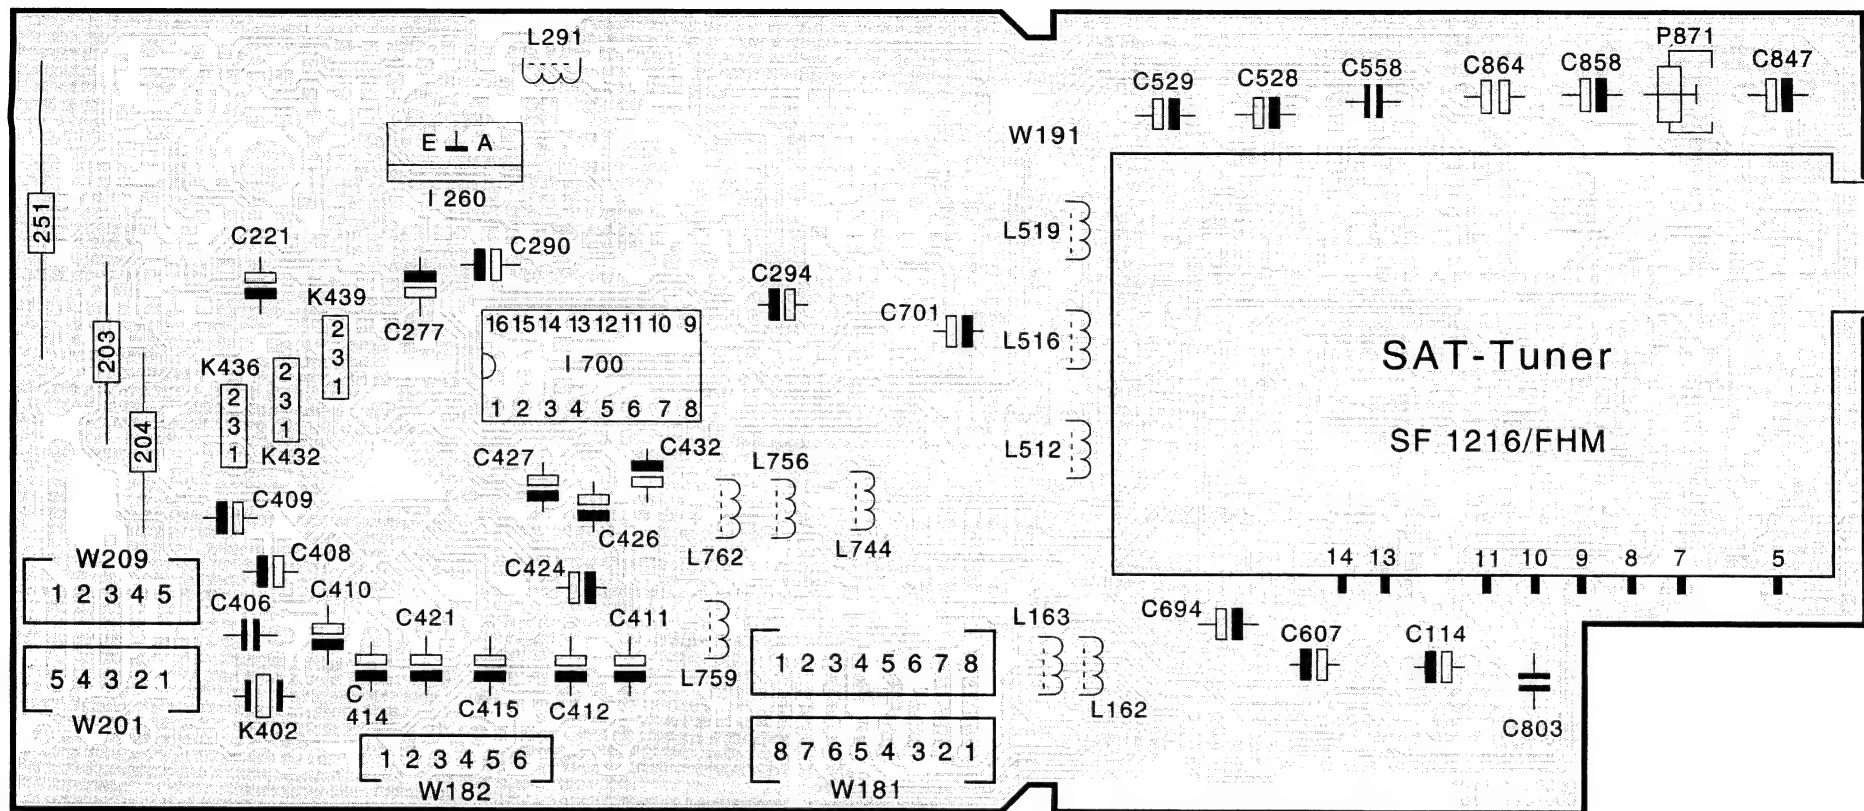 L291
P871
C529
C528
C558
C864
C858
C847
E ⊥ A
W191
I 260
251
C221
C290
L519
C294
K439
C277
C701
16 15 14 13 12 11 10 9
I 700
1 2 3 4 5 6 7 8
L516
SAT-Tuner
203
K436
2 3 1
2 3 1
2 3 1
K432
204
SF 1216/FHM
L512
C427
C432
L756
C409
C426
L762
L744
W209
C408
C424
14 13 11 10 9 8 7 5
1 2 3 4 5
C410
C406
C421
C411
L163
C694
C607
C114
5 4 3 2 1
W201
K402
C
414
C415
C412
L759
1 2 3 4 5 6 7 8
L162
C803
1 2 3 4 5 6
W182
8 7 6 5 4 3 2 1
W181